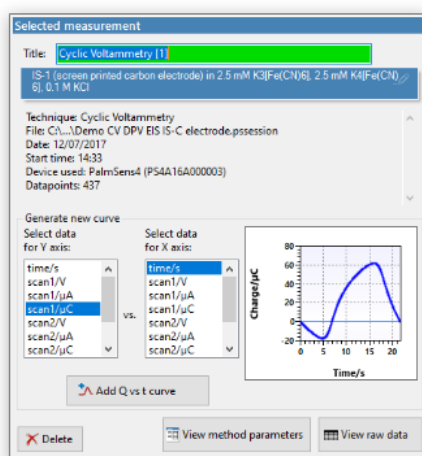 Selected measurement
Title: Cyclic Voltammetry [1]
IS-1 (screen printed carbon electrode) in 2.5 mM K3[Fe(CN)6], 2.5 mM K4[Fe(CN)
6], 0.1 M KCl
Technique: Cyclic Voltammetry
File: C:\...\Demo CV DPV EIS IS-C electrode.pssession
Date: 12/07/2017
Start time: 14:33
Device used: PalmSens4 (PS4A16A000003)
Datapoints: 437
Generate new curve
Select data
for Y axis:
time/s
scan1/V
scan1/µA
scan1/µC
scan2/V
scan2/µA
scan2/µC
vs.
Select data
for X axis:
time/s
scan1/V
scan1/µA
scan1/µC
scan2/V
scan2/µA
scan2/µC
Charge/µC
80
60
40
20
0
-20
0 5 10 15 20
Time/s
Add Q vs t curve
Delete
View method parameters
View raw data